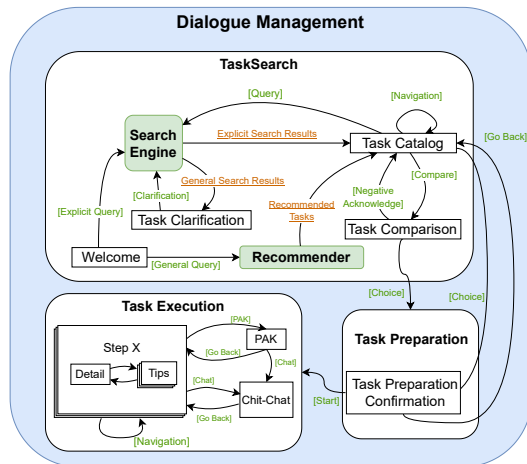 Dialogue Management
TaskSearch
[Query]
[Navigation]
Search
Engine
Explicit Search Results
Task Catalog
[Go Back]
General Search Results
[Compare]
[Clarification]
[Negative
Acknowledge]
Recommended
Tasks
[Explicit Query]
Task Clarification
Task Comparison
Welcome
[General Query]
Recommender
[Choice]
[Choice]
Task Execution
Task Preparation
[PAK]
Step X
PAK
[Go Back]
[Chat]
Detail
Tips
[Chat]
Chit-Chat
[Go Back]
[Navigation]
[Start]
Task Preparation
Confirmation